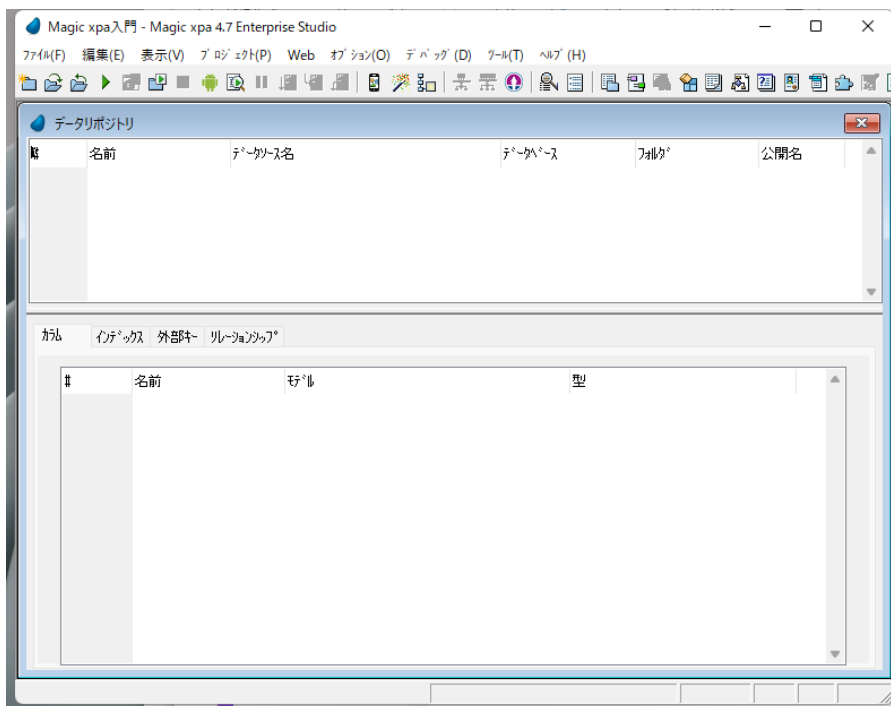 Magic xpa入門 - Magic xpa 4.7 Enterprise Studio
ﾌｧｲﾙ(F) 編集(E) 表示(V) ﾌﾟﾛｼﾞｪｸﾄ(P) Web ｵﾌﾟｼｮﾝ(O) ﾃﾞﾊﾞｯｸﾞ(D) ﾂｰﾙ(T) ﾍﾙﾌﾟ(H)
データリポジトリ
# 名前 ﾃﾞｰﾀｿｰｽ名 ﾃﾞｰﾀﾍﾞｰｽ ﾌｫﾙﾀﾞ 公開名
ｶﾗﾑ ｲﾝﾃﾞｯｸｽ 外部ｷｰ ﾘﾚｰｼｮﾝｼｯﾌﾟ
# 名前 ﾓﾃﾞﾙ 型